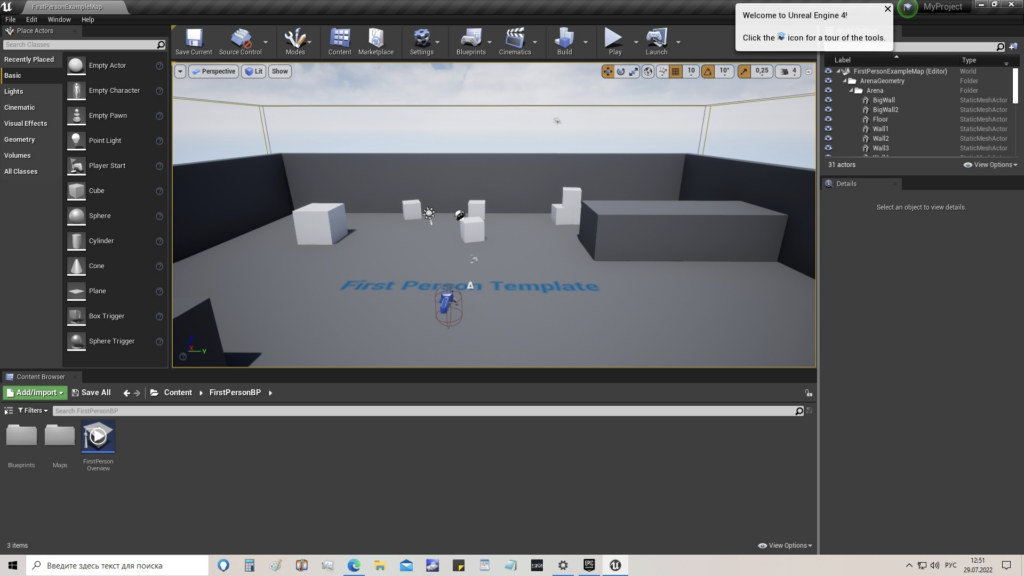 FirstPersonExampleMap
MyProject
File Edit Window Help
Welcome to Unreal Engine 4!
Click the icon for a tour of the tools.
Place Actors
Search Classes
Recently Placed
Basic
Lights
Cinematic
Visual Effects
Geometry
Volumes
All Classes
Empty Actor
Empty Character
Empty Pawn
Point Light
Player Start
Cube
Sphere
Cylinder
Cone
Plane
Box Trigger
Sphere Trigger
Save Current Source Control Modes Content Marketplace Settings Blueprints Cinematics Build Play Launch
Perspective Lit Show
10 10° 0,25 4
First Person Template
Y
Label Type
FirstPersonExampleMap (Editor) World
ArenaGeometry Folder
Arena Folder
BigWall StaticMeshActor
BigWall2 StaticMeshActor
Floor StaticMeshActor
Wall1 StaticMeshActor
Wall2 StaticMeshActor
Wall3 StaticMeshActor
31 actors View Options
Details
Select an object to view details.
Content Browser
Add/Import Save All Content FirstPersonBP
Filters Search FirstPersonBP
Blueprints
Maps
FirstPerson
Overview
3 items View Options
Введите здесь текст для поиска
EPIC
РУС
12:51
29.07.2022